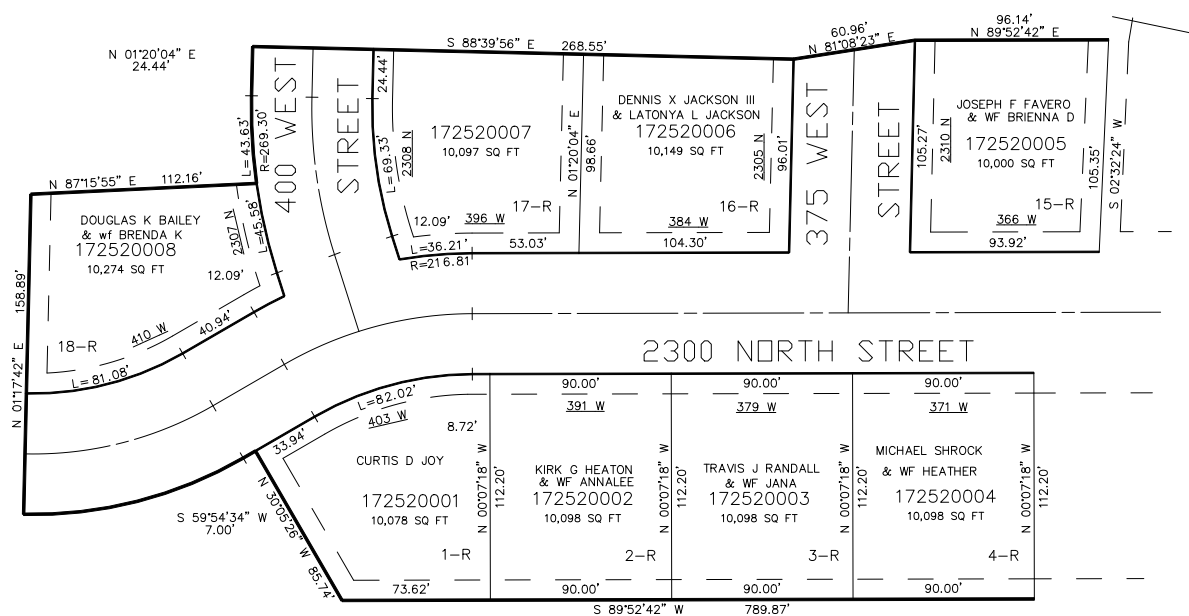 N 01°20'04" E
24.44'
S 88°39'56" E 268.55'
60.96'
N 81°08'23" E
96.14'
N 89°52'42" E
L=43.63'
R=269.30'
400 WEST
STREET
24.44'
2308 N
L=69.33'
172520007
10,097 SQ FT
17-R
12.09'
396 W
53.03'
L=36.21'
R=216.81'
N 01°20'04" E
98.66'
DENNIS X JACKSON III
& LATONYA L JACKSON
172520006
10,149 SQ FT
2305 N
96.01'
16-R
384 W
104.30'
375 WEST
STREET
105.27'
2310 N
JOSEPH F FAVERO
& WF BRIENNA D
172520005
10,000 SQ FT
15-R
366 W
93.92'
105.35'
S 02°32'24" W
N 87°15'55" E 112.16'
DOUGLAS K BAILEY
& wf BRENDA K
172520008
10,274 SQ FT
2307 N
L=45.58'
12.09'
410 W
40.94'
18-R
L=81.08'
N 01°17'42" E 158.89'
2300 NORTH STREET
L=82.02'
403 W
33.94'
8.72'
CURTIS D JOY
172520001
10,078 SQ FT
1-R
73.62'
N 30°05'26" W 85.74'
S 59°54'34" W
7.00'
90.00'
391 W
N 00°07'18" W
112.20'
KIRK G HEATON
& WF ANNALEE
172520002
10,098 SQ FT
2-R
90.00'
90.00'
379 W
N 00°07'18" W
112.20'
TRAVIS J RANDALL
& WF JANA
172520003
10,098 SQ FT
3-R
90.00'
90.00'
371 W
N 00°07'18" W
112.20'
MICHAEL SHROCK
& WF HEATHER
172520004
10,098 SQ FT
4-R
90.00'
N 00°07'18" W
112.20'
S 89°52'42" W 789.87'